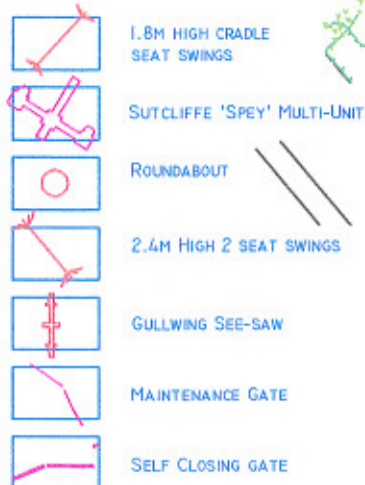 1.8M HIGH CRADLE
SEAT SWINGS
SUTCLIFFE 'SPEY' MULTI-UNIT
ROUNDABOUT
2.4M HIGH 2 SEAT SWINGS
GULLWING SEE-SAW
MAINTENANCE GATE
SELF CLOSING GATE